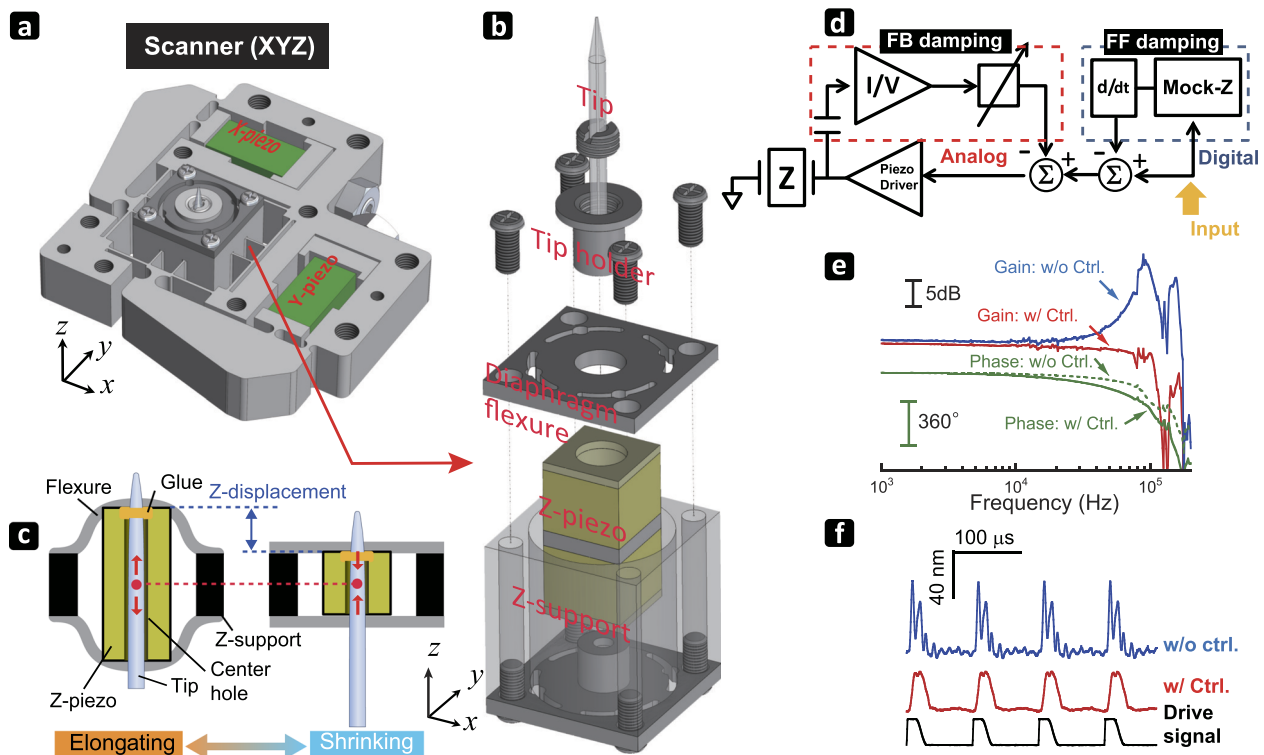 a
Scanner (XYZ)
X-piezo
Y-piezo
z
y
x
b
Tip
Tip holder
Diaphragm
flexure
Z-piezo
Z-support
z
y
x
c
Flexure
Glue
Z-displacement
Z-support
Center
hole
Z-piezo
Tip
Elongating
Shrinking
d
FB damping
FF damping
I/V
d/dt
Mock-Z
Analog
Digital
Z
Piezo
Driver
- Σ +
- Σ +
Input
e
5dB
Gain: w/o Ctrl.
Gain: w/ Ctrl.
Phase: w/o Ctrl.
360°
Phase: w/ Ctrl.
10³ 10⁴ 10⁵
Frequency (Hz)
f
100 μs
40 nm
w/o ctrl.
w/ Ctrl.
Drive
signal